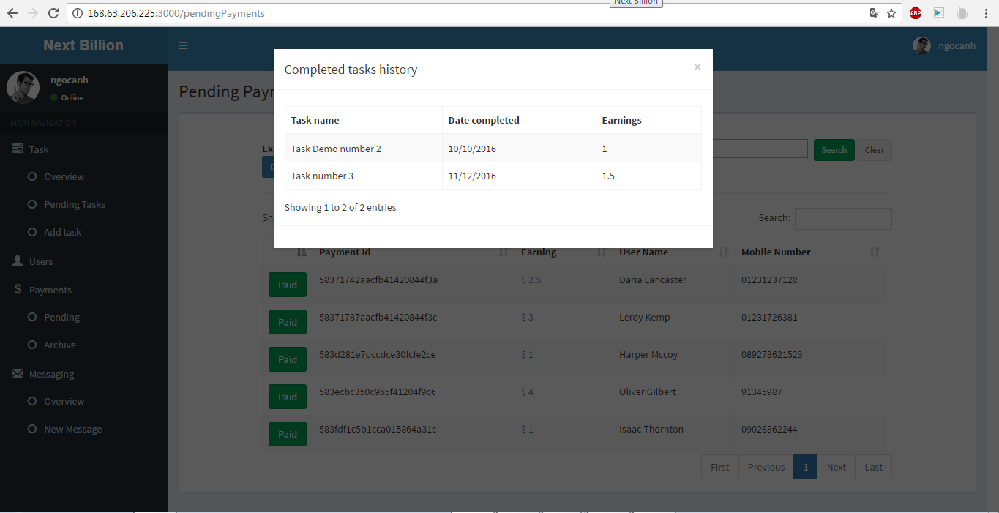 Next Billion
168.63.206.225:3000/pendingPayments
ABP
Next Billion
ngocanh
ngocanh
Online
MAIN NAVIGATION
Task
Overview
Pending Tasks
Add task
Users
Payments
Pending
Archive
Messaging
Overview
New Message
Pending Pay
Completed tasks history ×
Task name Date completed Earnings
Task Demo number 2 10/10/2016 1
Task number 3 11/12/2016 1.5
Showing 1 to 2 of 2 entries
Ex
D
Search Clear
Sh
Search:
Payment Id Earning User Name Mobile Number
Paid 58371742aacfb41420844f3a $ 2.5 Daria Lancaster 01231237128
Paid 58371787aacfb41420844f3c $ 3 Leroy Kemp 01231726381
Paid 583d281e7dccdce30fcfe2ce $ 1 Harper Mccoy 089273621523
Paid 583ecbc350c965f41204f9c6 $ 4 Oliver Gilbert 91345987
Paid 583fdf1c5b1cca015864a31c $ 1 Isaac Thornton 09028362244
First Previous 1 Next Last